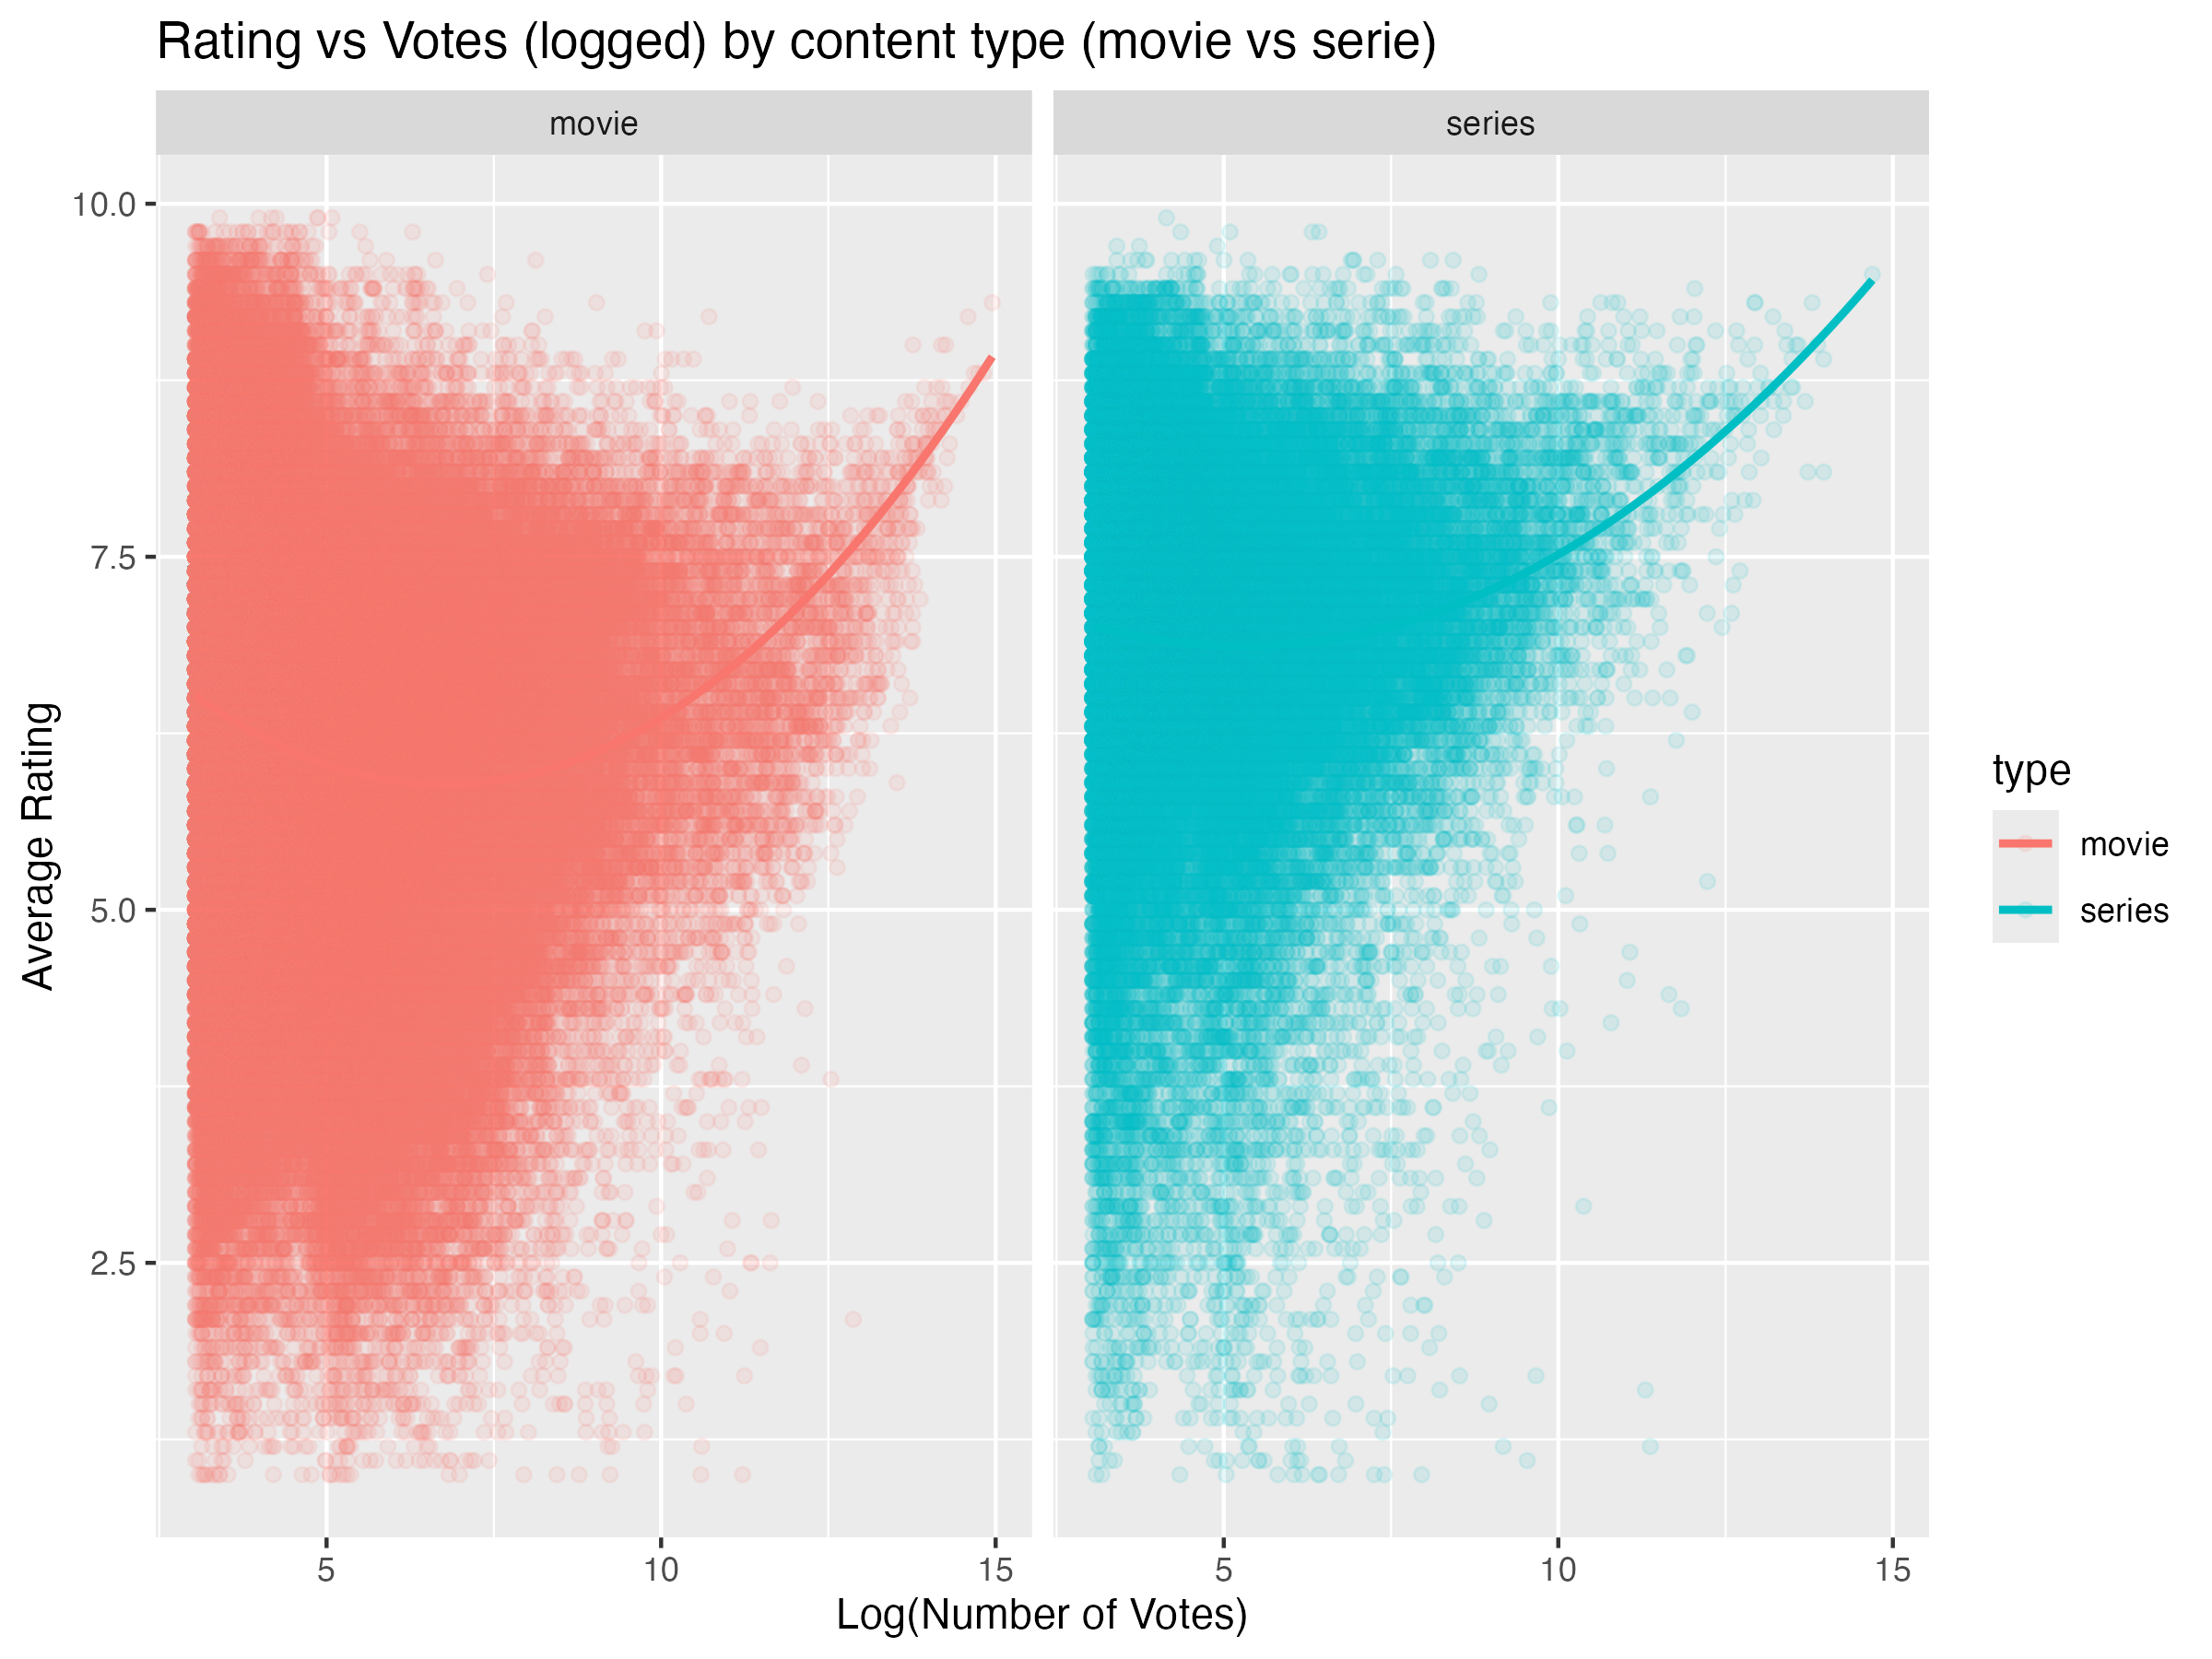 Rating vs Votes (logged) by content type (movie vs serie)
movie
series
10.0
7.5
5.0
2.5
Average Rating
5
10
15
5
10
15
Log(Number of Votes)
type
movie
series